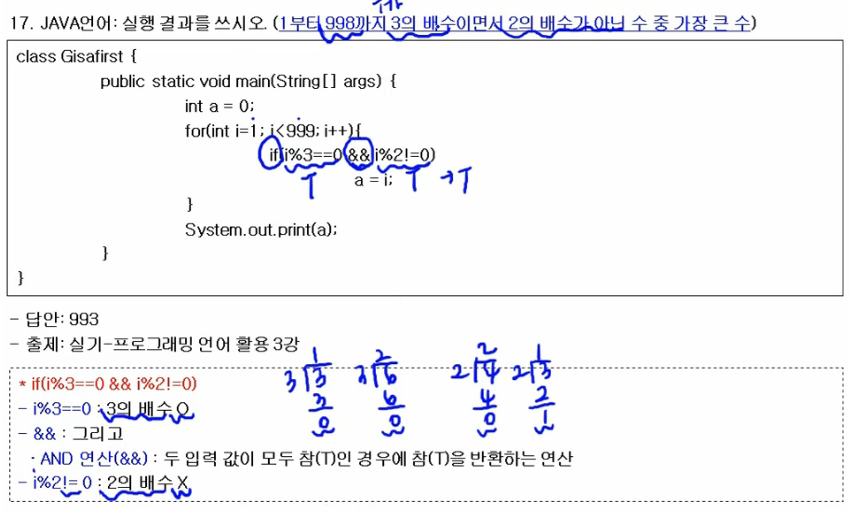 17. JAVA언어: 실행 결과를 쓰시오. (1부터 998까지 3의 배수이면서 2의 배수가 아닌 수 중 가장 큰 수)
class Gisafirst {
public static void main(String[] args) {
int a = 0;
for(int i=1; i<999; i++){
if(i%3==0 && i%2!=0)
T T → T
a = i;
}
System.out.print(a);
}
}
- 답안: 993
- 출제: 실기-프로그래밍 언어 활용 3강
1 2 2 1
3 3 3 6 2 4 2 3
3 6 4 2
0 0 0 1
* if(i%3==0 && i%2!=0)
- i%3==0 : 3의 배수 O
- && : 그리고
· AND 연산(&&) : 두 입력 값이 모두 참(T)인 경우에 참(T)을 반환하는 연산
- i%2!= 0 : 2의 배수 X